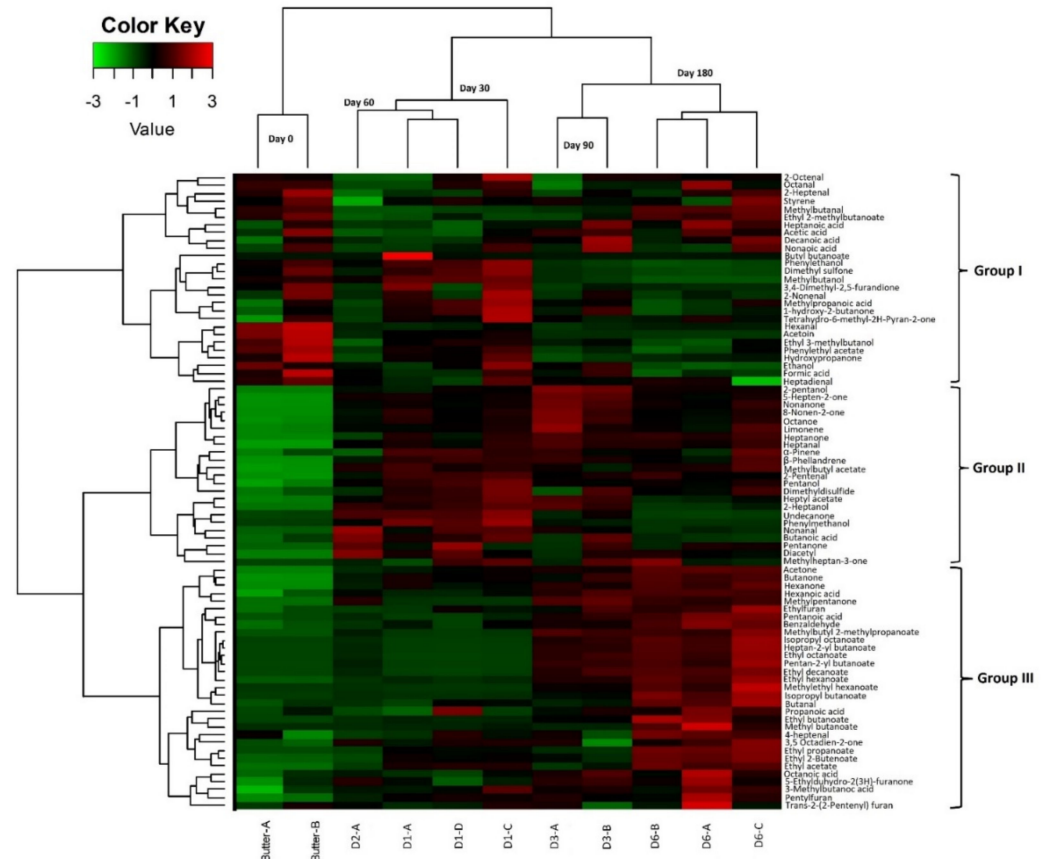 Color Key
-3 -1 1 3
Value
Day 180
Day 30
Day 60
Day 0
Day 90
2-Octenal
Octanal
2-Heptenal
Styrene
Methylbutanal
Ethyl 2-methylbutanoate
Heptanoic acid
Acetic acid
Decanoic acid
Nonaoic acid
Butyl butanoate
Phenylethanol
Dimethyl sulfone
Methylbutanol
3,4-Dimethyl-2,5-furandione
2-Nonenal
Methylpropanoic acid
1-hydroxy-2-butanone
Tetrahydro-6-methyl-2H-Pyran-2-one
Hexanal
Acetoin
Ethyl 3-methylbutanol
Phenylethyl acetate
Hydroxypropanone
Ethanol
Formic acid
Heptadienal
Group I
2-pentanol
5-Hepten-2-one
Nonanone
8-Nonen-2-one
Octanoe
Limonene
Heptanone
Heptanal
α-Pinene
β-Phellandrene
Methylbutyl acetate
2-Pentenal
Pentanol
Dimethyldisulfide
Heptyl acetate
2-Heptanol
Undecanone
Phenylmethanol
Nonanal
Butanoic acid
Pentanone
Diacetyl
Methylheptan-3-one
Group II
Acetone
Butanone
Hexanone
Hexanoic acid
Methylpentanone
Ethylfuran
Pentanoic acid
Benzaldehyde
Methylbutyl 2-methylpropanoate
Isopropyl octanoate
Heptan-2-yl butanoate
Ethyl octanoate
Pentan-2-yl butanoate
Ethyl decanoate
Ethyl hexanoate
Methylethyl hexanoate
Isopropyl butanoate
Butanal
Propanoic acid
Ethyl butanoate
Methyl butanoate
4-heptenal
3,5 Octadien-2-one
Ethyl propanoate
Ethyl 2-Butenoate
Ethyl acetate
Octanoic acid
5-Ethylduhydro-2(3H)-furanone
3-Methylbutanoc acid
Pentylfuran
Trans-2-(2-Pentenyl) furan
Group III
Butter-A
Butter-B
D2-A
D1-A
D1-D
D1-C
D3-A
D3-B
D6-B
D6-A
D6-C